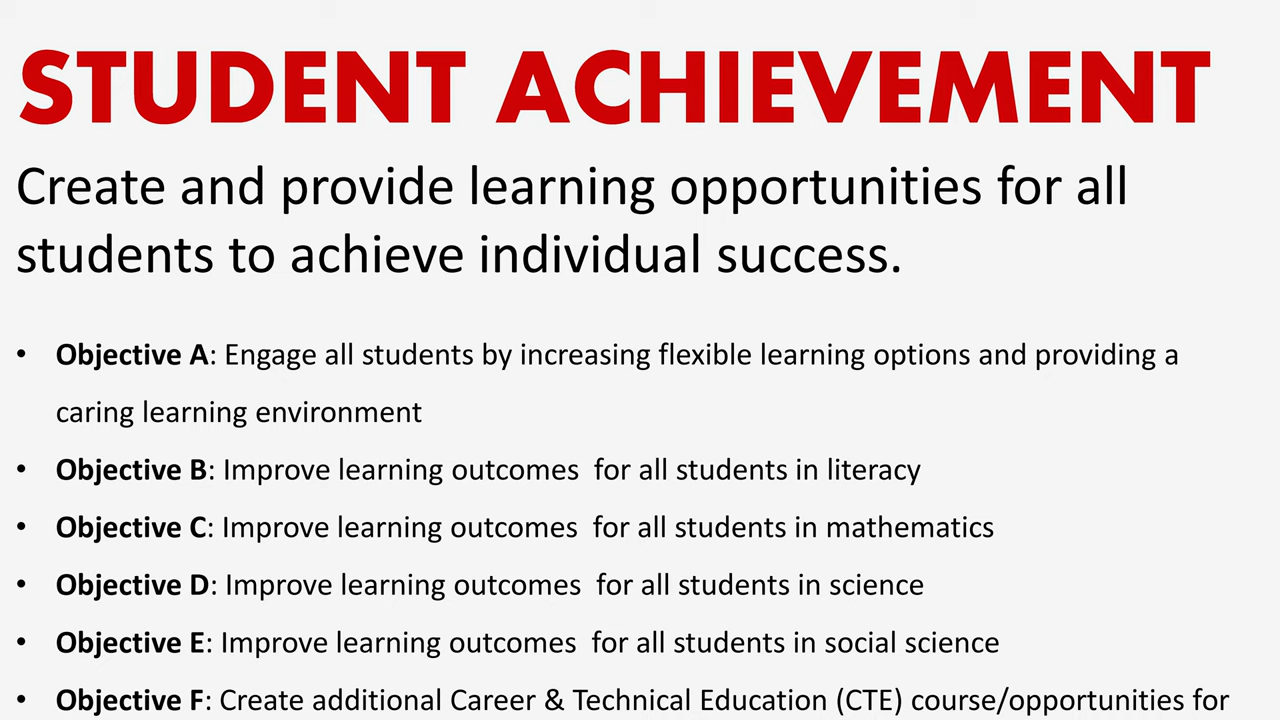 STUDENT ACHIEVEMENT
Create and provide learning opportunities for all
students to achieve individual success.
• Objective A: Engage all students by increasing flexible learning options and providing a
caring learning environment
• Objective B: Improve learning outcomes  for all students in literacy
• Objective C: Improve learning outcomes  for all students in mathematics
• Objective D: Improve learning outcomes  for all students in science
• Objective E: Improve learning outcomes  for all students in social science
• Objective F: Create additional Career & Technical Education (CTE) course/opportunities for